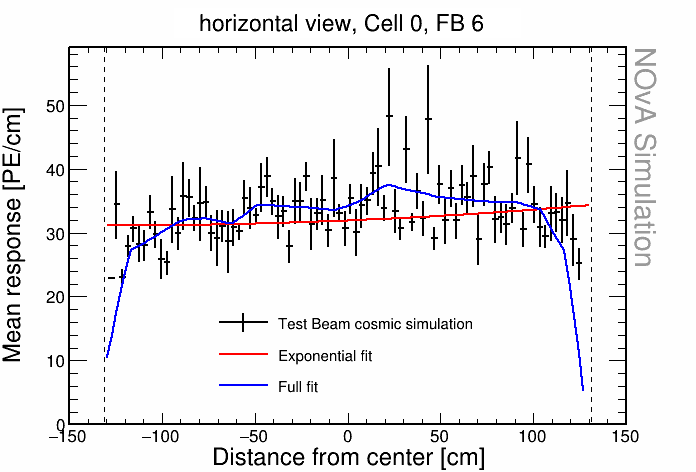 horizontal view, Cell 0, FB 6
NOvA Simulation
Mean response [PE/cm]
50
40
30
20
10
0
Test Beam cosmic simulation
Exponential fit
Full fit
−150 −100 −50 0 50 100 150
Distance from center [cm]